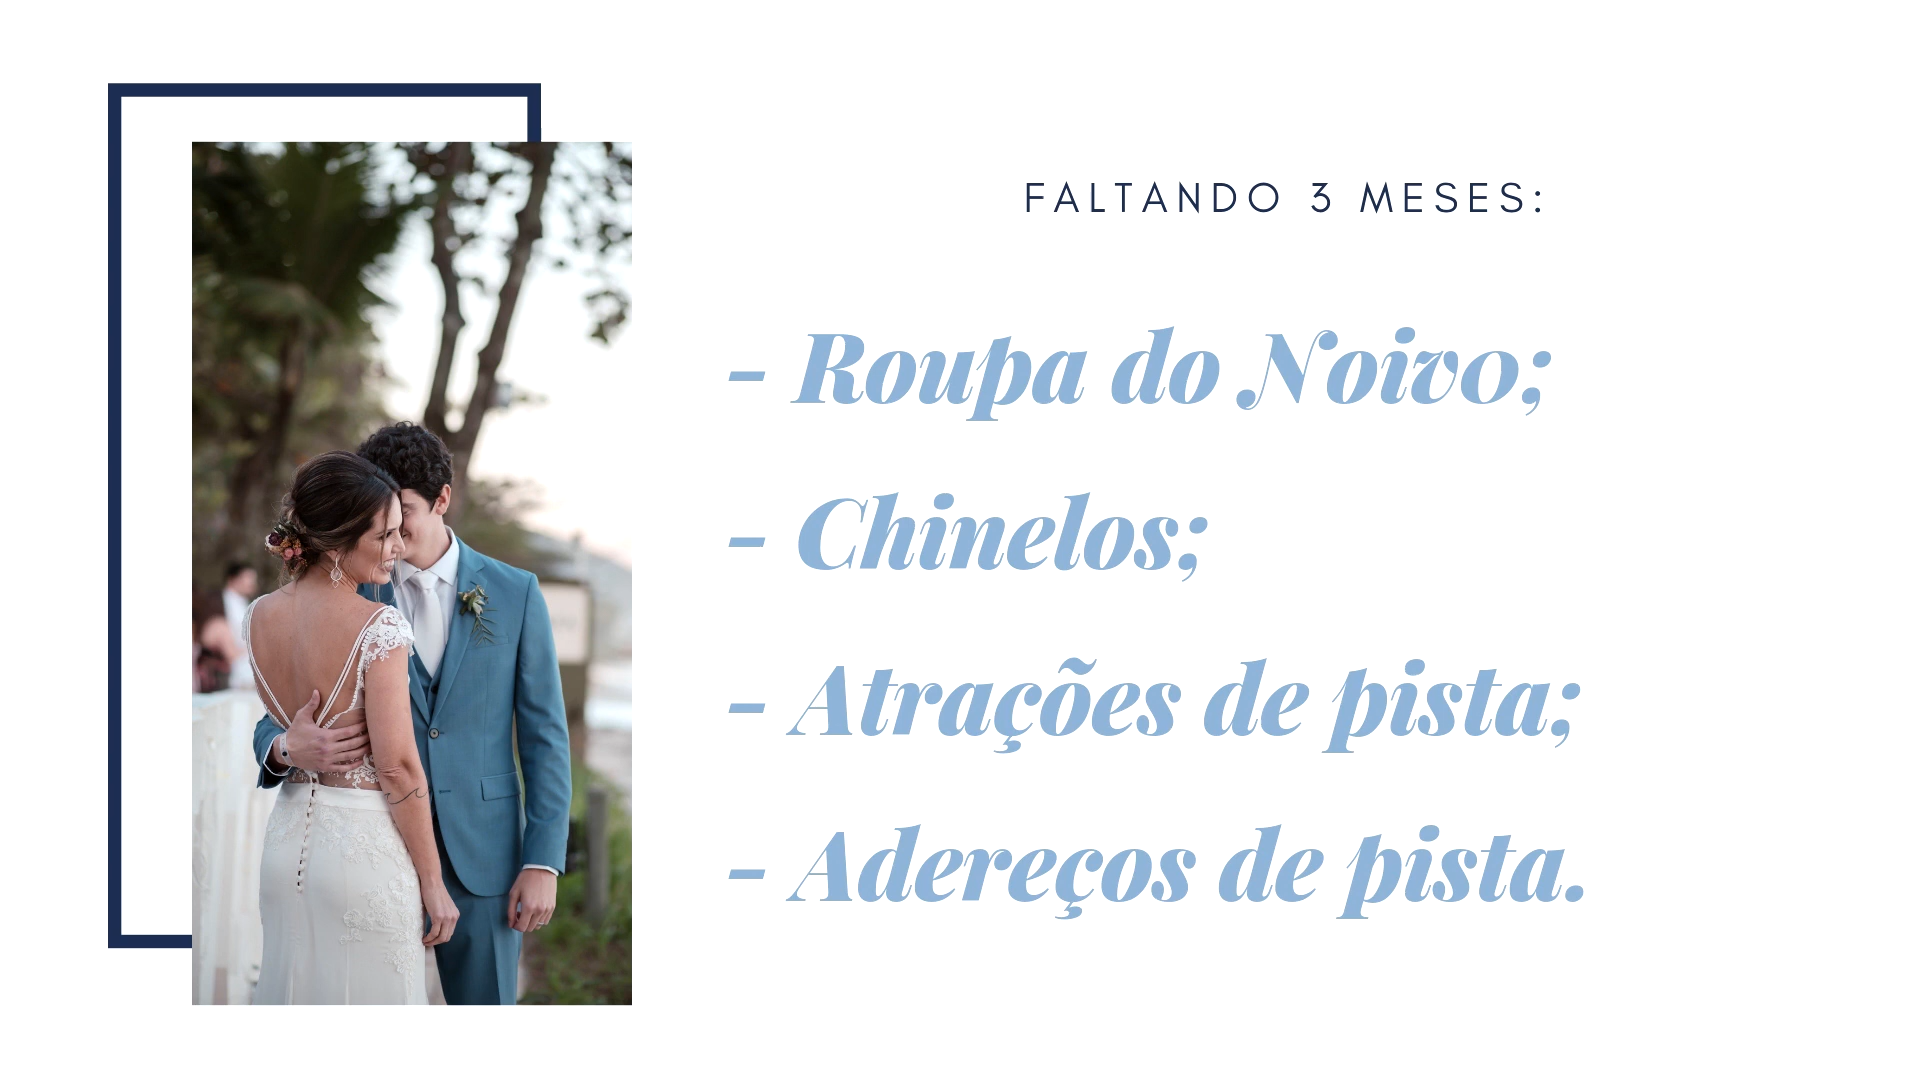 FALTANDO 3 MESES:
- Roupa do Noivo;
- Chinelos;
- Atrações de pista;
- Adereços de pista.